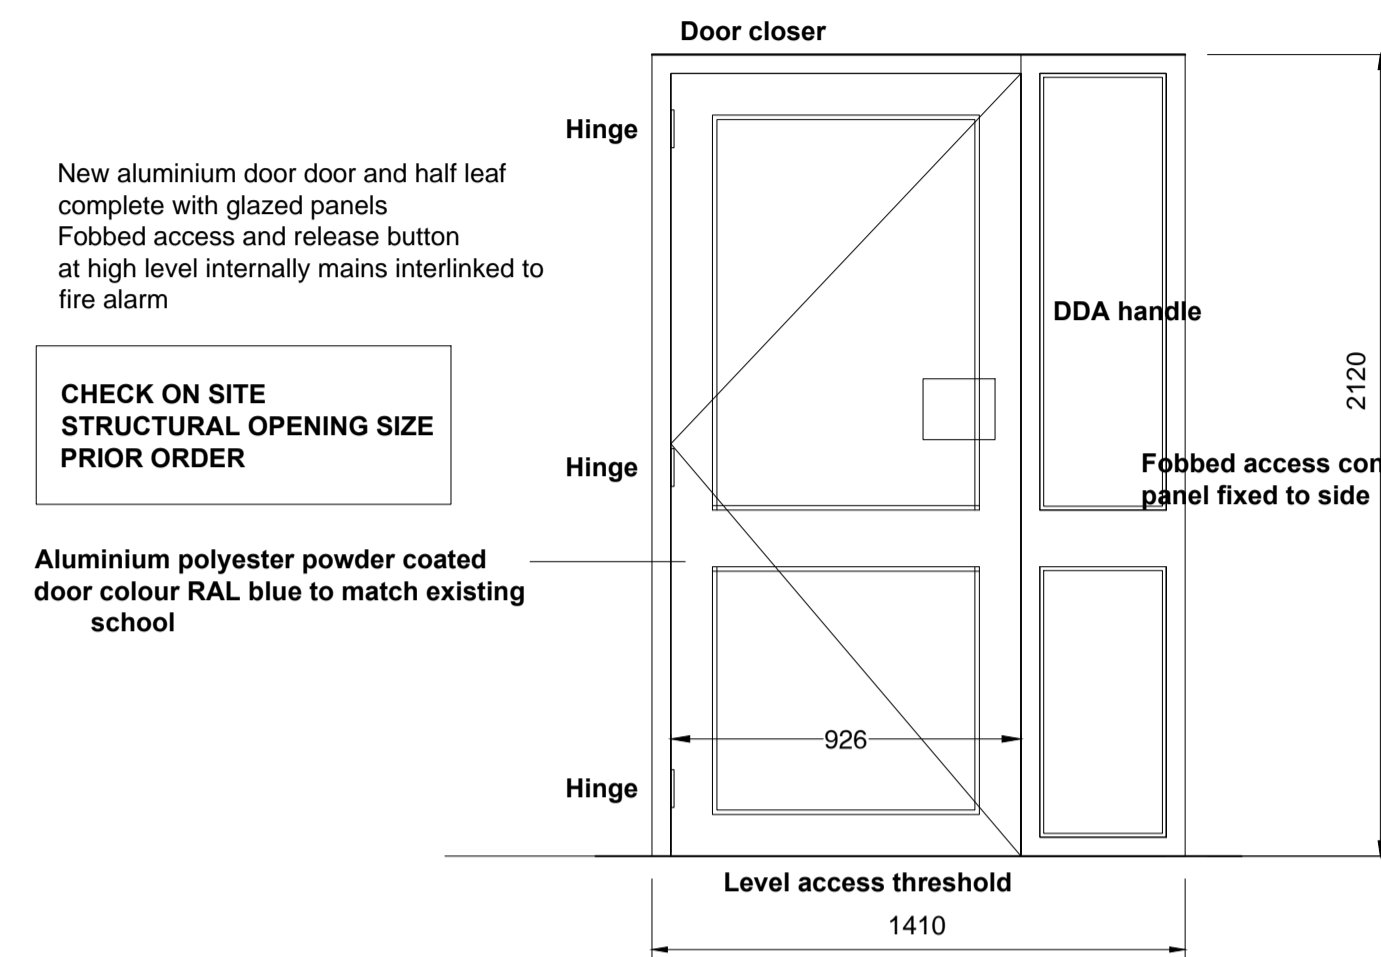 Door closer
Hinge
New aluminium door door and half leaf
complete with glazed panels
Fobbed access and release button
at high level internally mains interlinked to
fire alarm
DDA handle
2120
CHECK ON SITE
STRUCTURAL OPENING SIZE
PRIOR ORDER
Hinge
Fobbed access con
panel fixed to side
Aluminium polyester powder coated
door colour RAL blue to match existing
school
926
Hinge
Level access threshold
1410